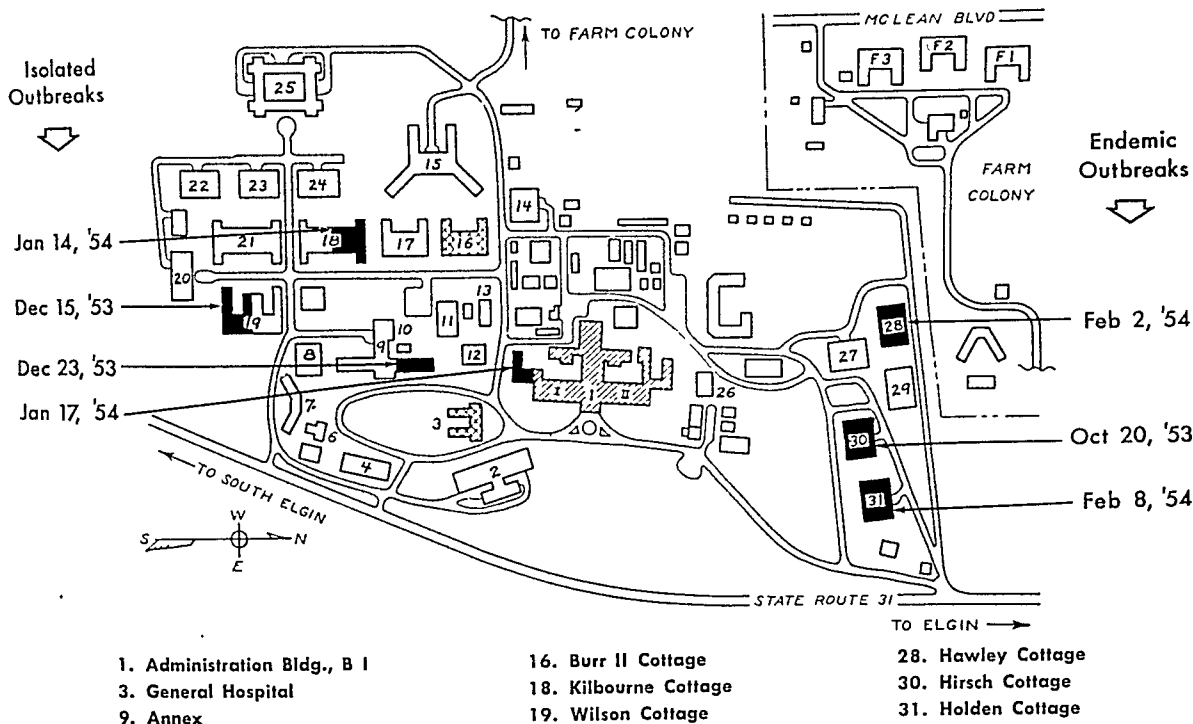 MCLEAN BLVD
TO FARM COLONY
F3 F2 F1
Isolated
Outbreaks
Endemic
Outbreaks
FARM
COLONY
25
15
22 23 24
14
Jan 14, '54
21 18 17 16
20
Dec 15, '53
19
13
10 11
9
8 12
28
27
Feb 2, '54
Dec 23, '53
29
Jan 17, '54
I I II
26
7
3
30
Oct 20, '53
6
4
2
31
Feb 8, '54
TO SOUTH ELGIN
W
S N
E
STATE ROUTE 31
TO ELGIN
1. Administration Bldg., B I
3. General Hospital
9. Annex
16. Burr II Cottage
18. Kilbourne Cottage
19. Wilson Cottage
28. Hawley Cottage
30. Hirsch Cottage
31. Holden Cottage